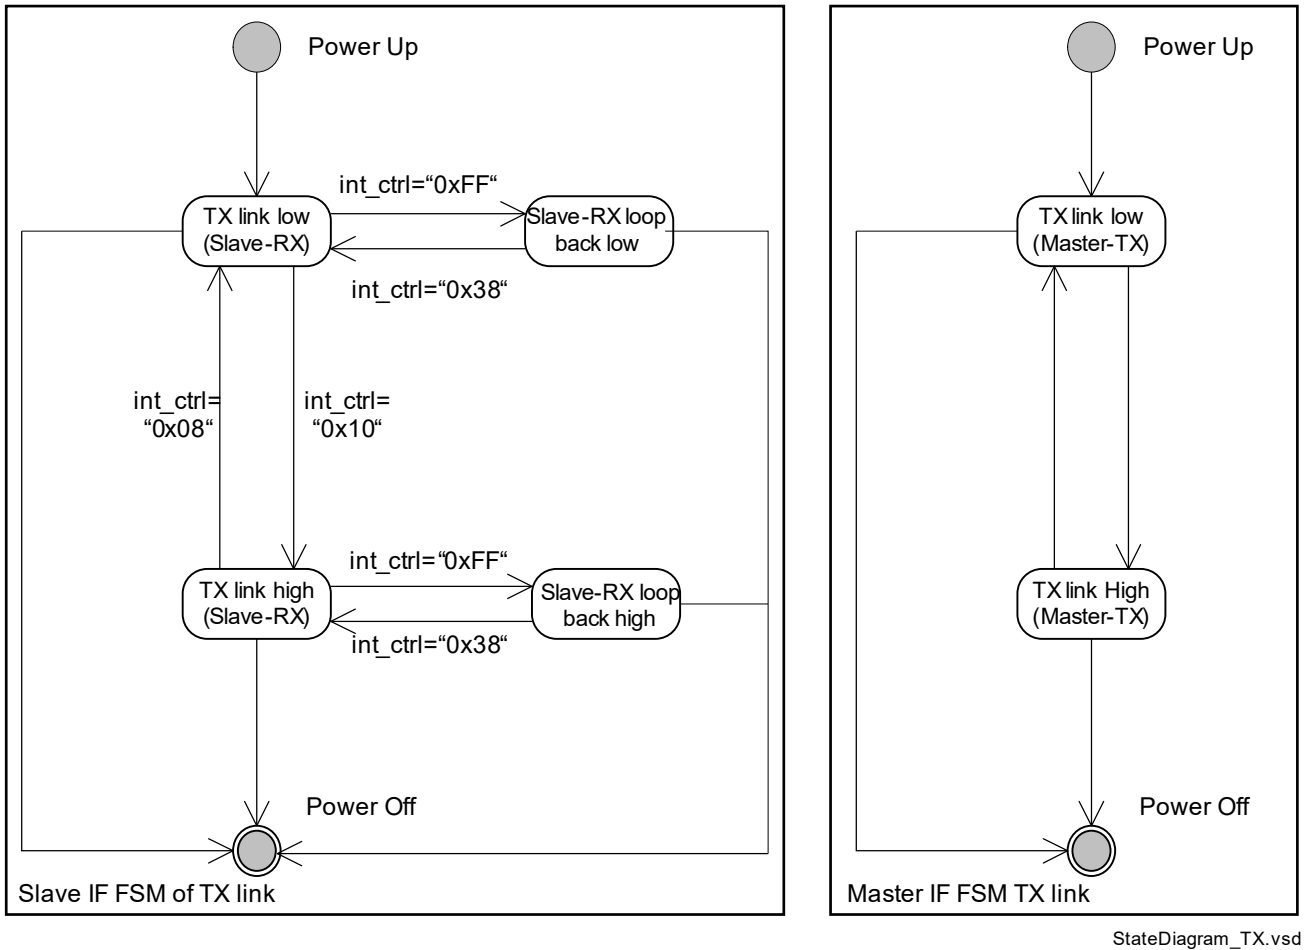 Power Up
int_ctrl=“0xFF“
TX link low
(Slave-RX)
Slave-RX loop
back low
int_ctrl=“0x38“
int_ctrl=
“0x08“
int_ctrl=
“0x10“
int_ctrl=“0xFF“
TX link high
(Slave-RX)
Slave-RX loop
back high
int_ctrl=“0x38“
Power Off
Slave IF FSM of TX link
Power Up
TX link low
(Master-TX)
TX link High
(Master-TX)
Power Off
Master IF FSM TX link
StateDiagram_TX.vsd